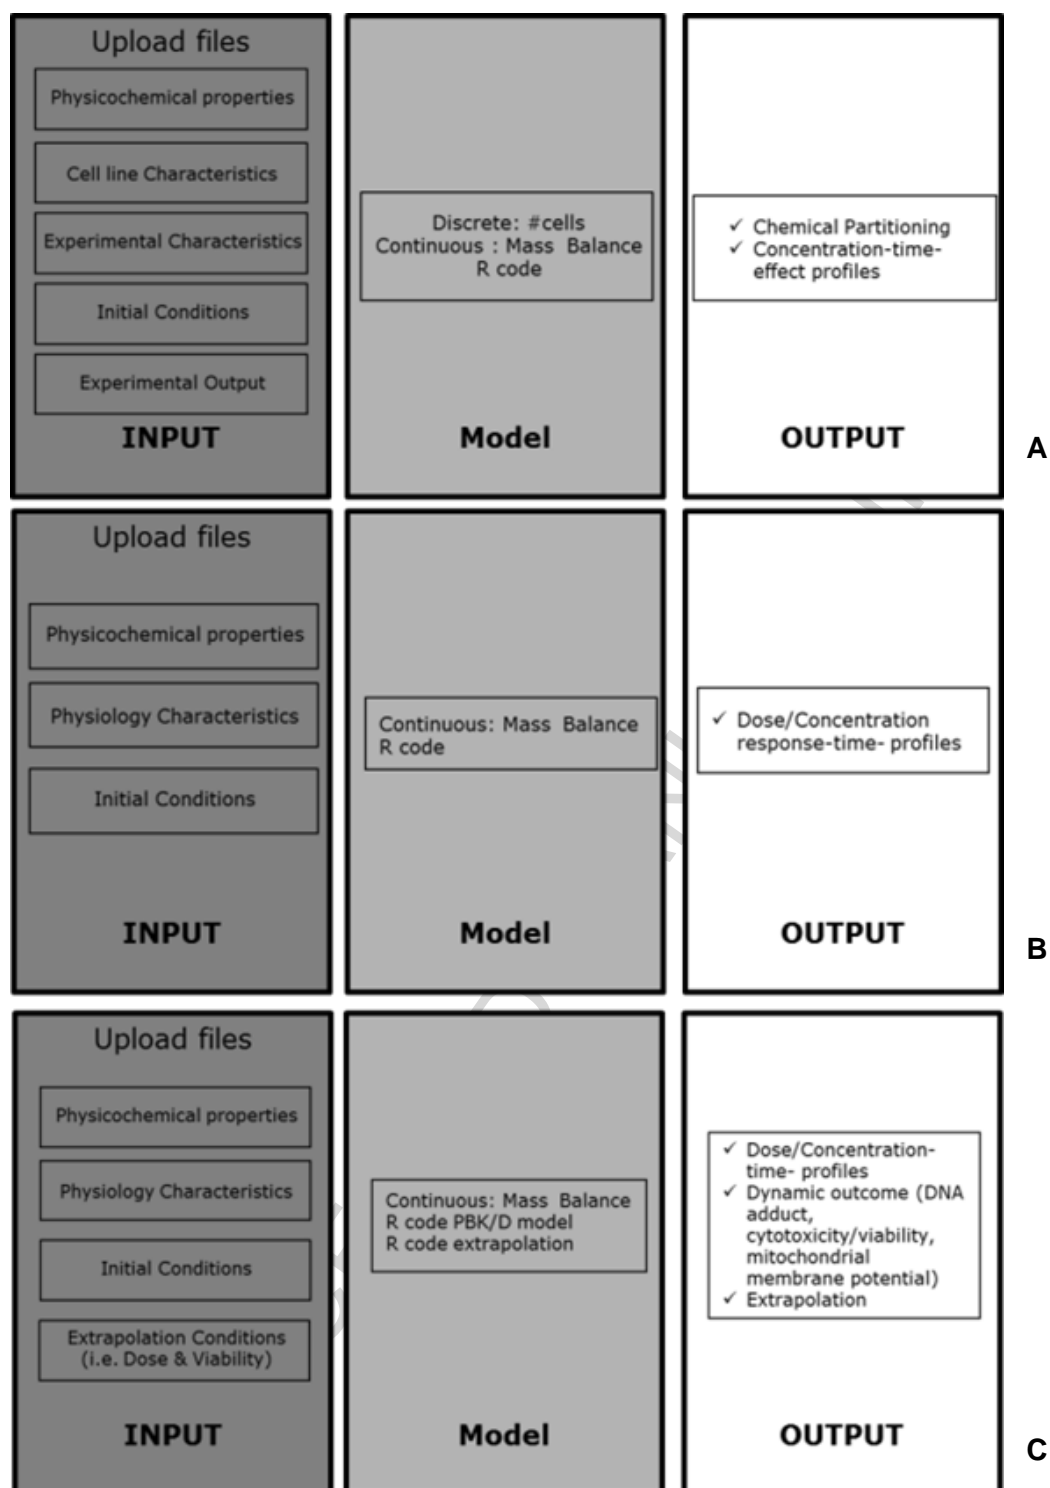 Upload files
Physicochemical properties
Cell line Characteristics
Experimental Characteristics
Initial Conditions
Experimental Output
INPUT
Discrete: #cells
Continuous : Mass Balance
R code
Model
✓ Chemical Partitioning
✓ Concentration-time-
effect profiles
OUTPUT
A
Upload files
Physicochemical properties
Physiology Characteristics
Initial Conditions
INPUT
Continuous: Mass Balance
R code
Model
✓ Dose/Concentration
response-time- profiles
OUTPUT
B
Upload files
Physicochemical properties
Physiology Characteristics
Initial Conditions
Extrapolation Conditions
(i.e. Dose & Viability)
INPUT
Continuous: Mass Balance
R code PBK/D model
R code extrapolation
Model
✓ Dose/Concentration-
time- profiles
✓ Dynamic outcome (DNA
adduct,
cytotoxicity/viability,
mitochondrial
membrane potential)
✓ Extrapolation
OUTPUT
C